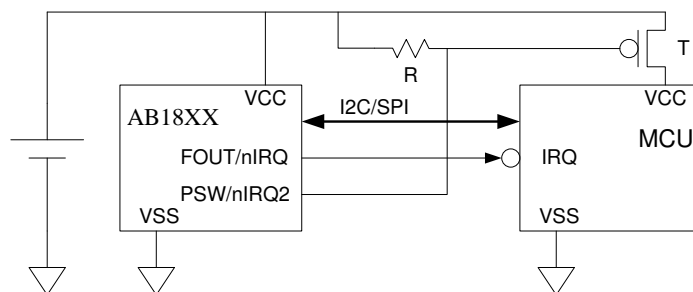 T
R
VCC
VCC
AB18XX
I2C/SPI
MCU
FOUT/nIRQ
IRQ
PSW/nIRQ2
VSS
VSS